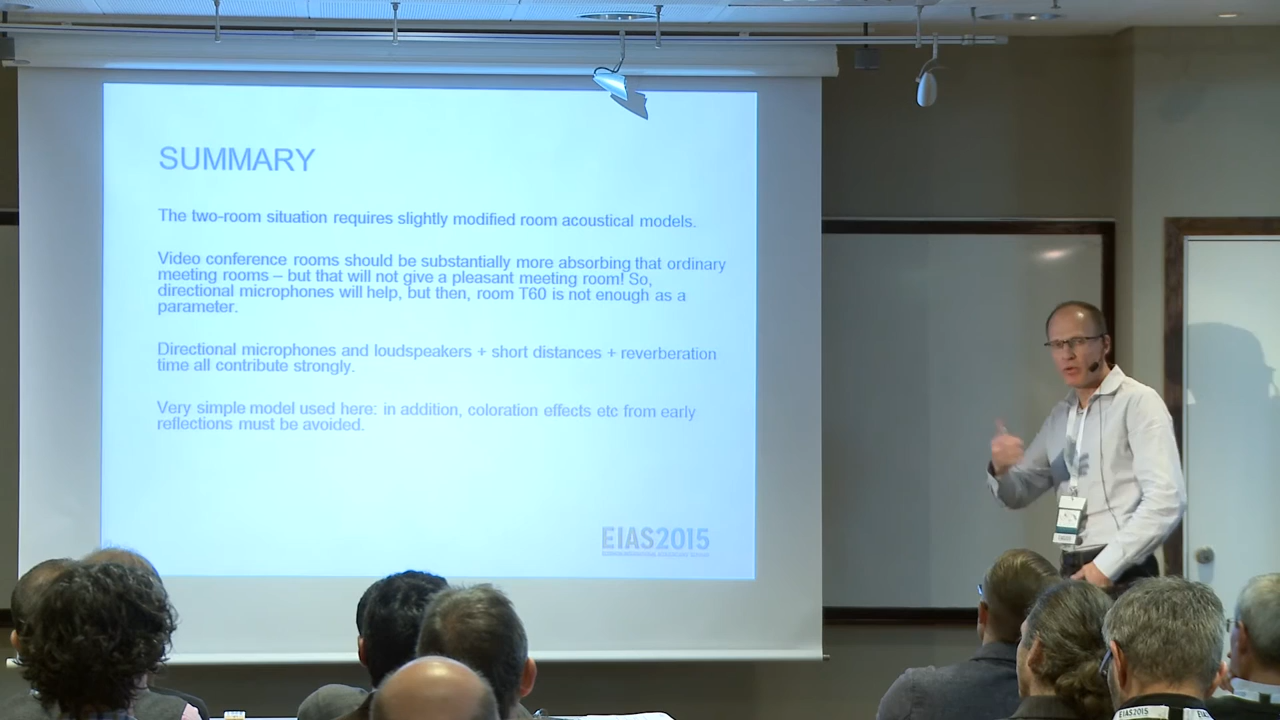 SUMMARY
The two-room situation requires slightly modified room acoustical models.
Video conference rooms should be substantially more absorbing that ordinary
meeting rooms – but that will not give a pleasant meeting room! So,
directional microphones will help, but then, room T60 is not enough as a
parameter.
Directional microphones and loudspeakers + short distances + reverberation
time all contribute strongly.
Very simple model used here: in addition, coloration effects etc from early
reflections must be avoided.
EIAS2015
EIAS2015